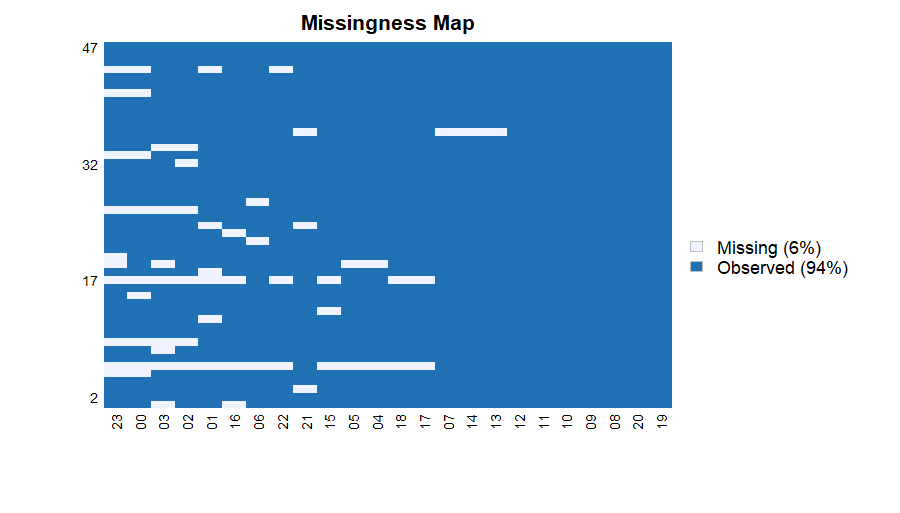 Missingness Map
47
32
17
2
Missing (6%)
Observed (94%)
23 00 03 02 01 16 06 22 21 15 05 04 18 17 07 14 13 12 11 10 09 08 20 19